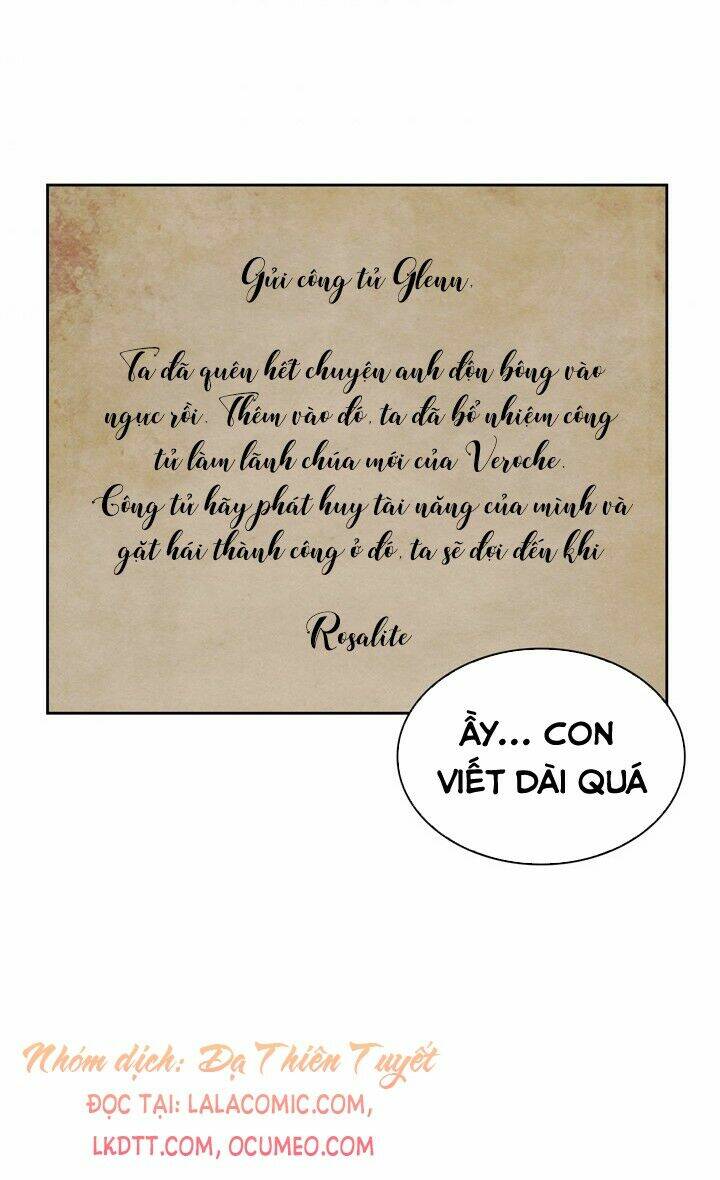 Gửi công tử Glenn,
Ta đã quên hết chuyện anh độn bông vào
ngực rồi. Thêm vào đó, ta đã bổ nhiệm công
tử làm lãnh chúa mới của Veroche.
Công tử hãy phát huy tài năng của mình và
gặt hái thành công ở đó, ta sẽ đợi đến khi
Rosalite
ẦY... CON
VIẾT DÀI QUÁ
Nhóm dịch: Dạ Thiên Tuyết
ĐỌC TẠI: LALACOMIC.COM,
LKDTT.COM, OCUMEO.COM